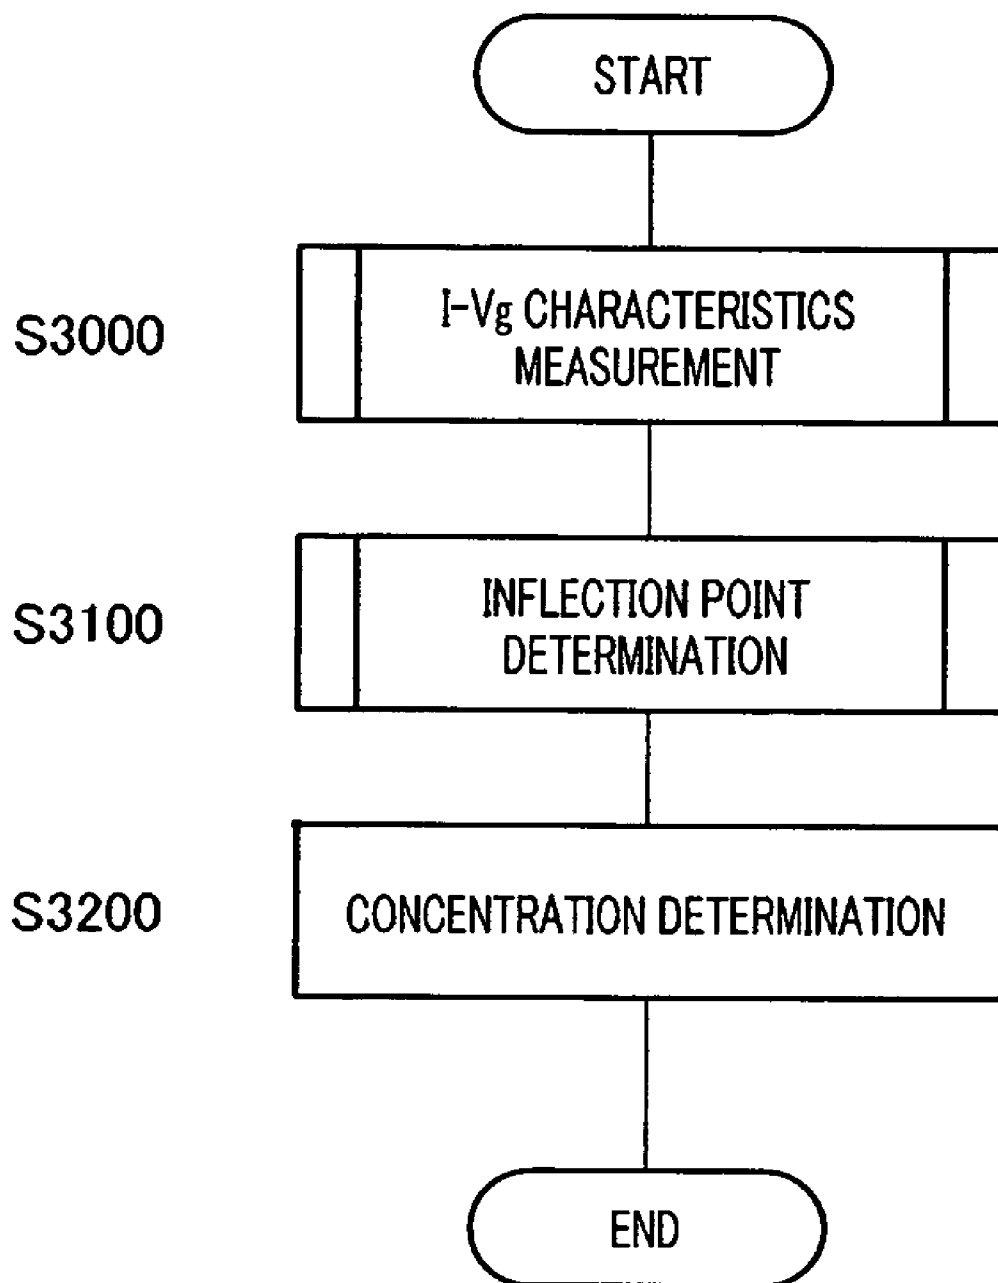 START
S3000
I-Vg CHARACTERISTICS
MEASUREMENT
S3100
INFLECTION POINT
DETERMINATION
S3200
CONCENTRATION DETERMINATION
END